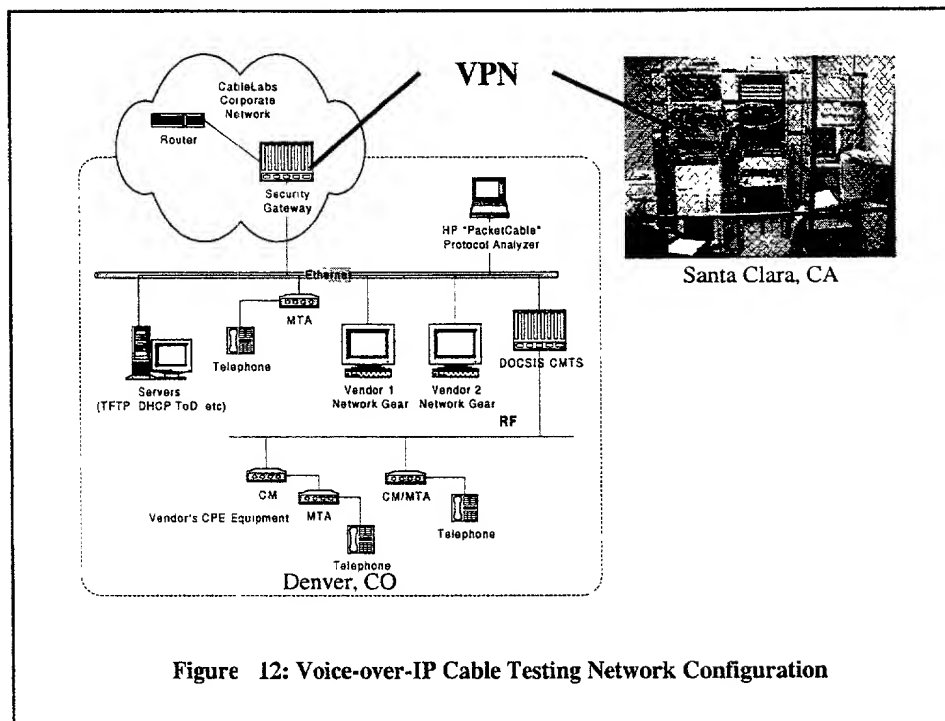 VPN
CableLabs
Corporate
Network
Router
Security
Gateway
HP "PacketCable"
Protocol Analyzer
Santa Clara, CA
Ethernet
MTA
Telephone
DOCSIS CMTS
Servers
(TFTP DHCP ToD etc)
Vendor 1
Network Gear
Vendor 2
Network Gear
RF
CM
CM/MTA
Vendor's CPE Equipment
MTA
Telephone
Telephone
Denver, CO
Figure 12: Voice-over-IP Cable Testing Network Configuration